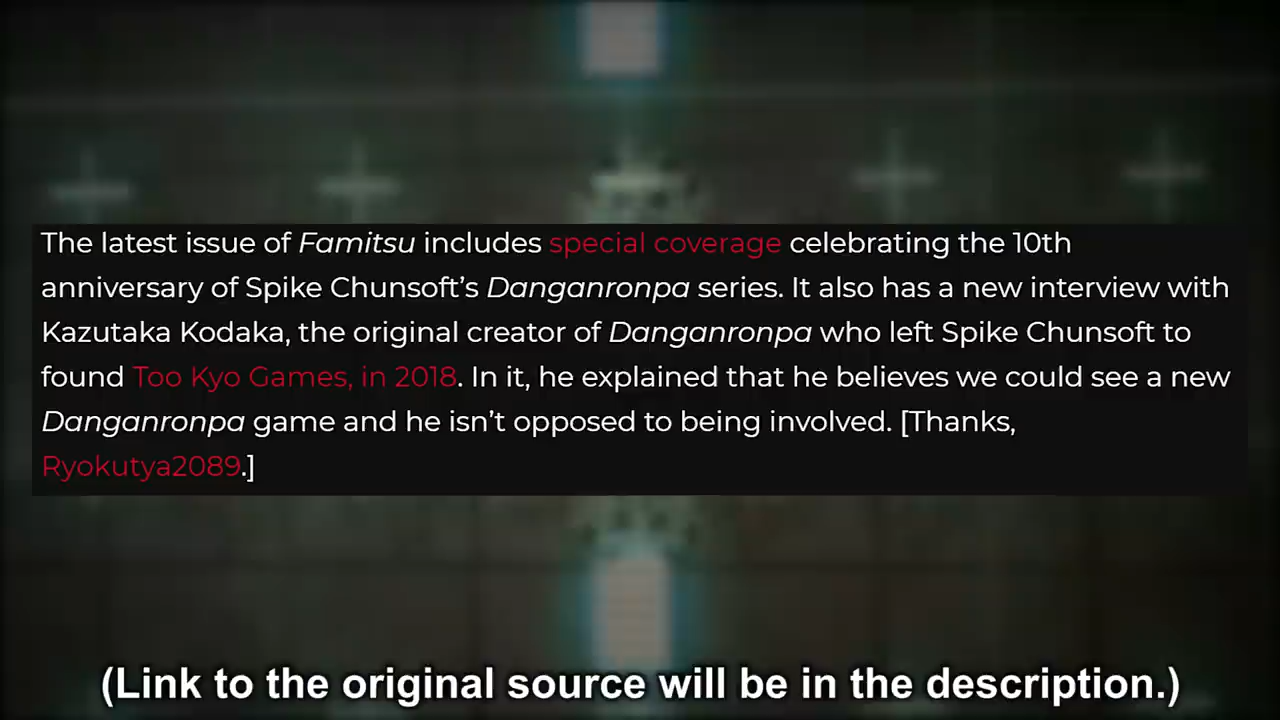 The latest issue of Famitsu includes special coverage celebrating the 10th
anniversary of Spike Chunsoft’s Danganronpa series. It also has a new interview with
Kazutaka Kodaka, the original creator of Danganronpa who left Spike Chunsoft to
found Too Kyo Games, in 2018. In it, he explained that he believes we could see a new
Danganronpa game and he isn’t opposed to being involved. [Thanks,
Ryokutya2089.]
(Link to the original source will be in the description.)